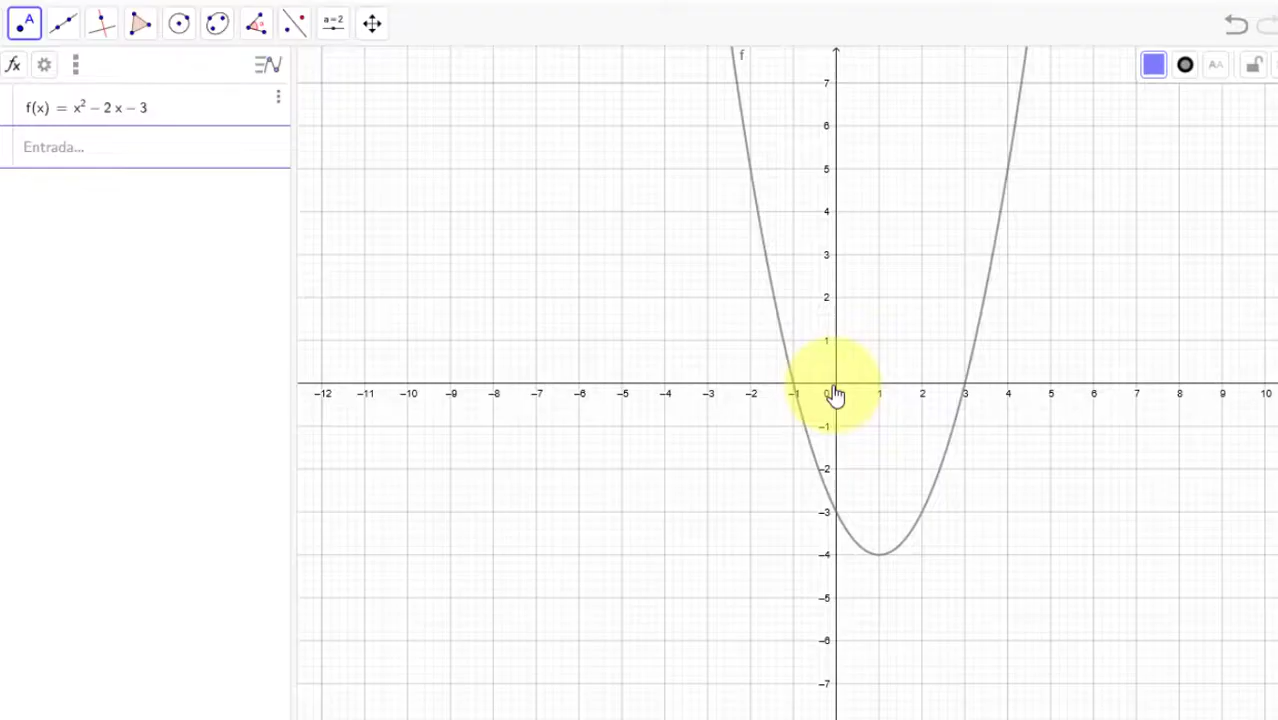 A
a=2
AA
fx
f(x) = x² − 2 x − 3
Entrada...
f
7
6
5
4
3
2
1
−12 −11 −10 −9 −8 −7 −6 −5 −4 −3 −2 −1 0 1 2 3 4 5 6 7 8 9 10
−1
−2
−3
−4
−5
−6
−7